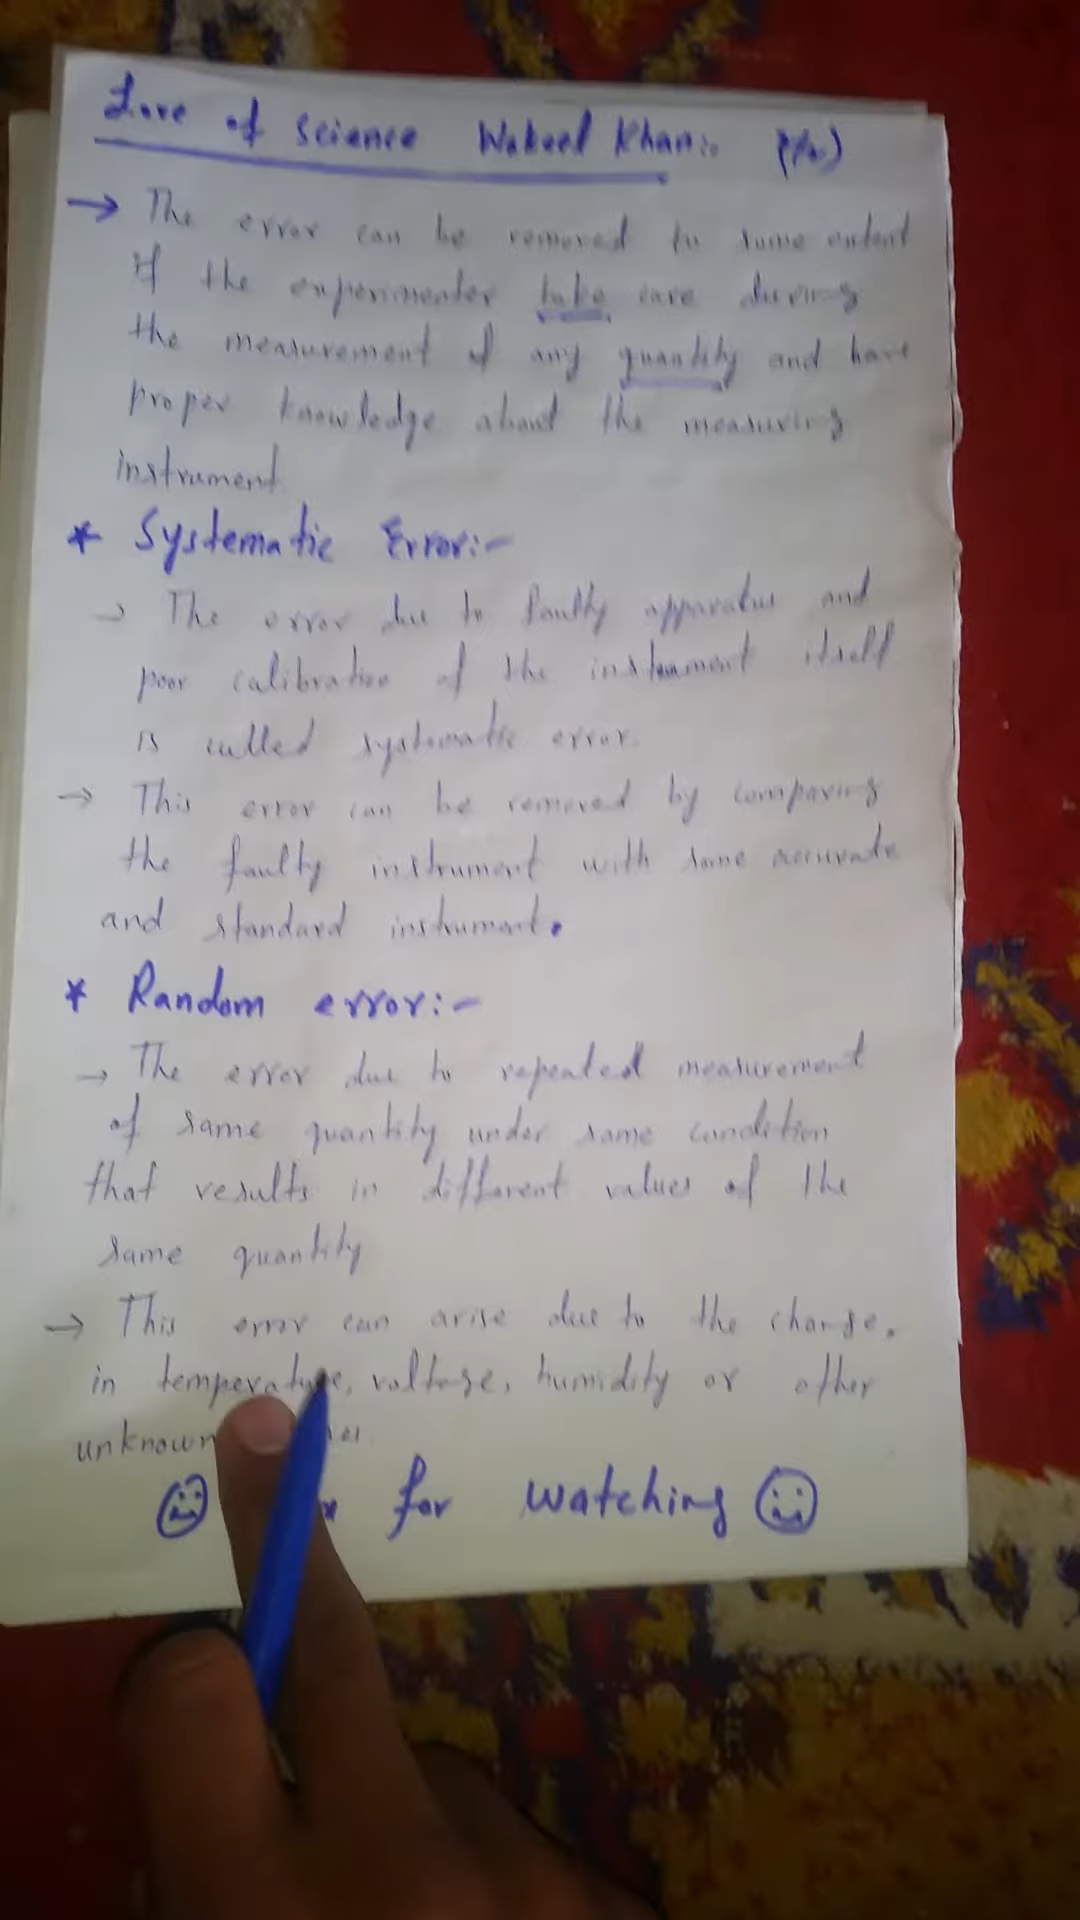 Love of science Wakeel Khan:-
→ The error can be removed to some extent
if the experimenter take care during
the measurement of any quantity and have
proper knowledge about the measuring
instrument
* Systematic Error:-
→ The error due to faulty apparatus and
poor calibration of the instrument itself
is called systematic error.
→ This error can be removed by comparing
the faulty instrument with some accurate
and standard instrument.
* Random error:-
→ The error due to repeated measurement
of same quantity under same condition
that results in different values of the
same quantity
→ This error can arise due to the change,
in temperature, voltage, humidity or other
unknown
for watching